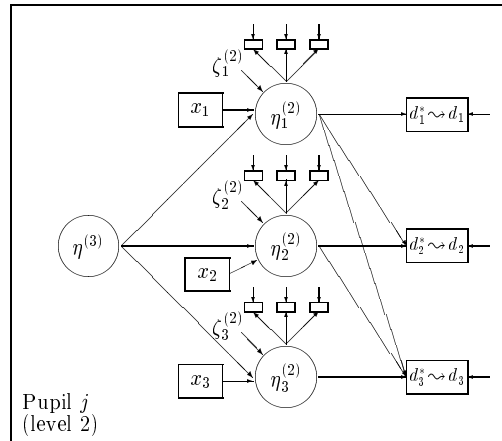 ζ₁⁽²⁾
x₁
η₁⁽²⁾
d₁* ⤳ d₁
ζ₂⁽²⁾
η⁽³⁾
η₂⁽²⁾
d₂* ⤳ d₂
x₂
ζ₃⁽²⁾
x₃
η₃⁽²⁾
d₃* ⤳ d₃
Pupil j
(level 2)